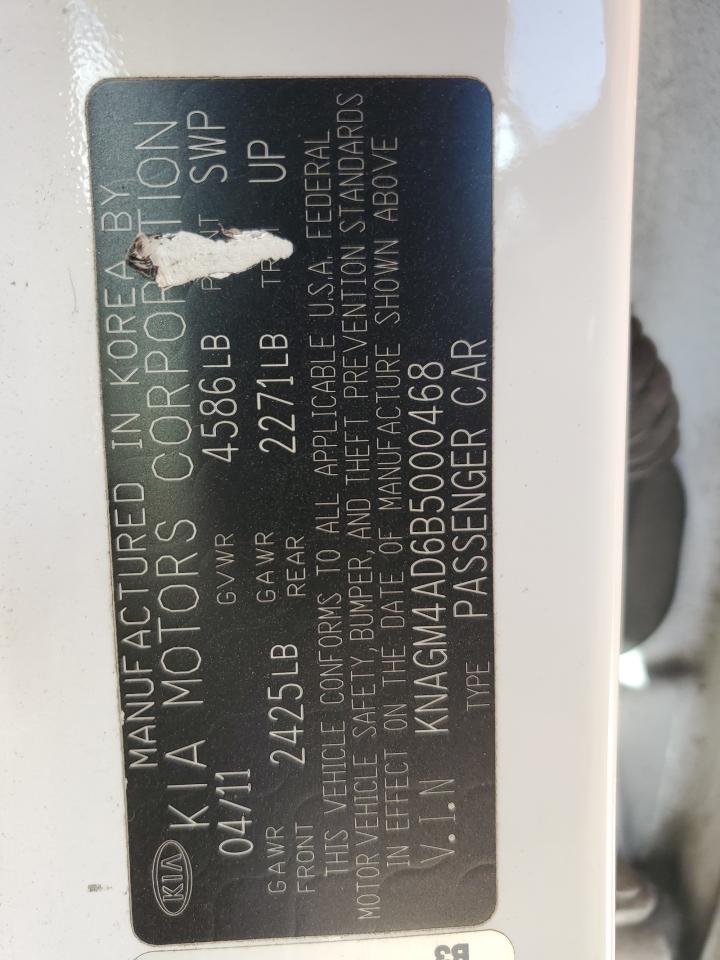 KIA
MANUFACTURED IN KOREA BY
KIA MOTORS CORPORATION
04/11 GVWR 4586LB PAINT SWP
GAWR FRONT 2425LB GAWR REAR 2271LB UP
THIS VEHICLE CONFORMS TO ALL APPLICABLE U.S.A. FEDERAL
MOTOR VEHICLE SAFETY, BUMPER, AND THEFT PREVENTION STANDARDS
IN EFFECT ON THE DATE OF MANUFACTURE SHOWN ABOVE
V.I.N KNAGM4AD6B5000468
TYPE PASSENGER CAR
B3